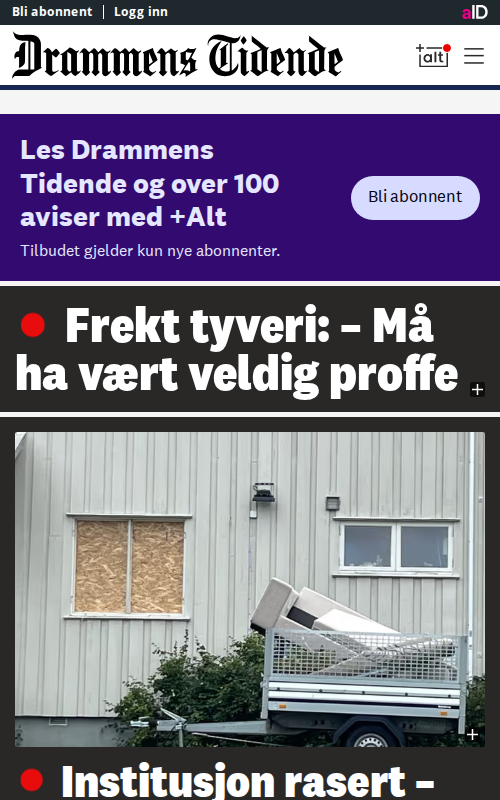 Bli abonnent | Logg inn
aID
Drammens Tidende
+alt
Les Drammens
Tidende og over 100
aviser med +Alt
Bli abonnent
Tilbudet gjelder kun nye abonnenter.
Frekt tyveri: – Må
ha vært veldig proffe
Institusjon rasert –